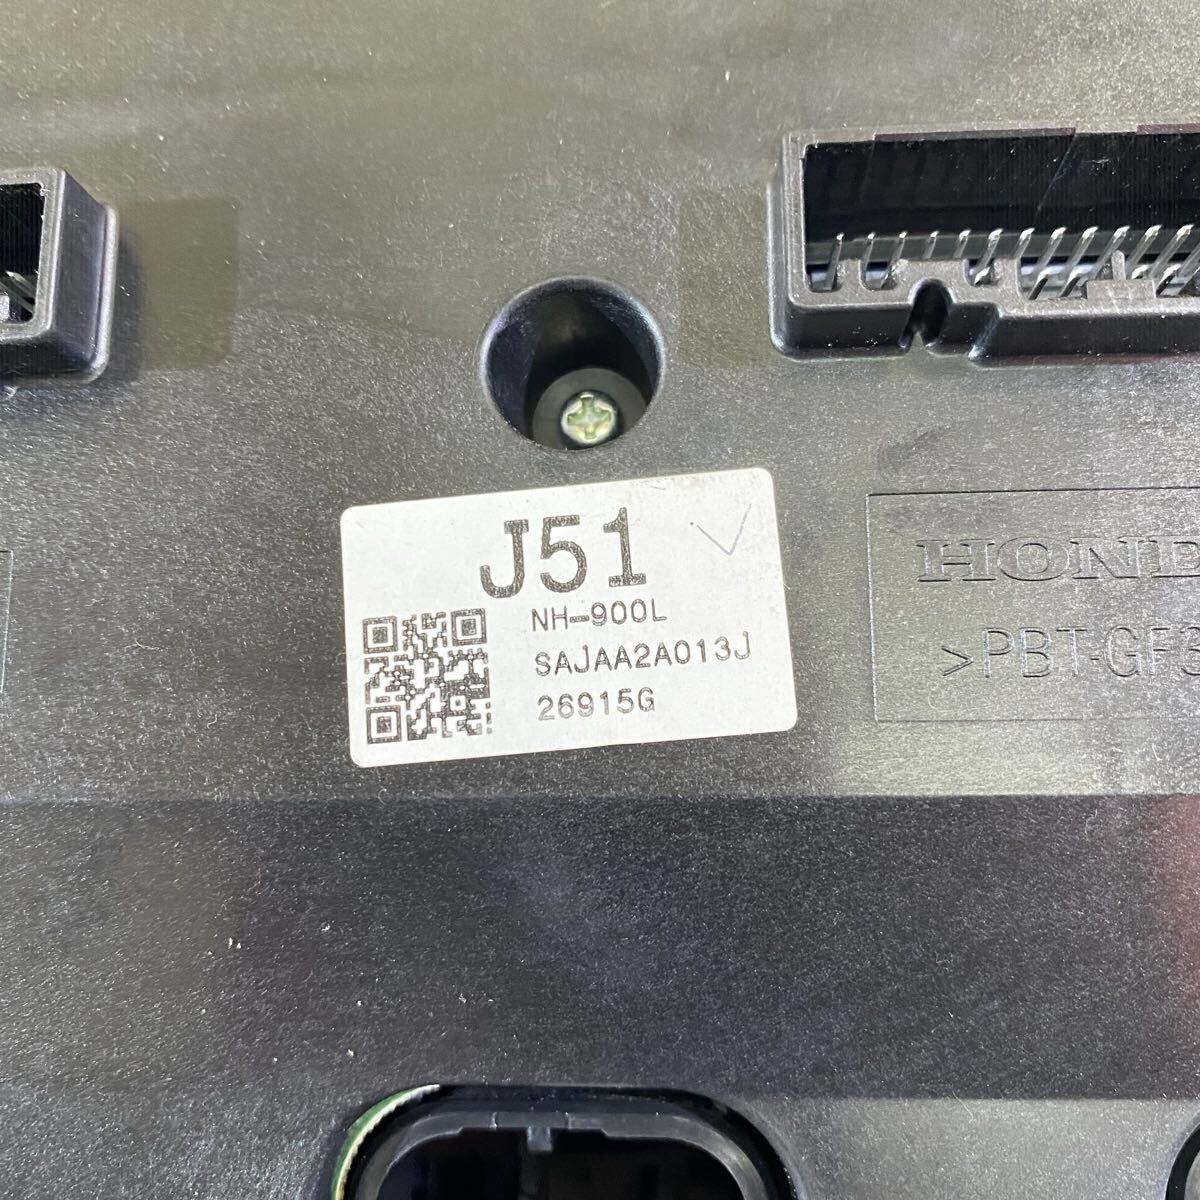 J51
NH-900L
SAJAA2A013J
26915G
HOND
>PBT-GF3